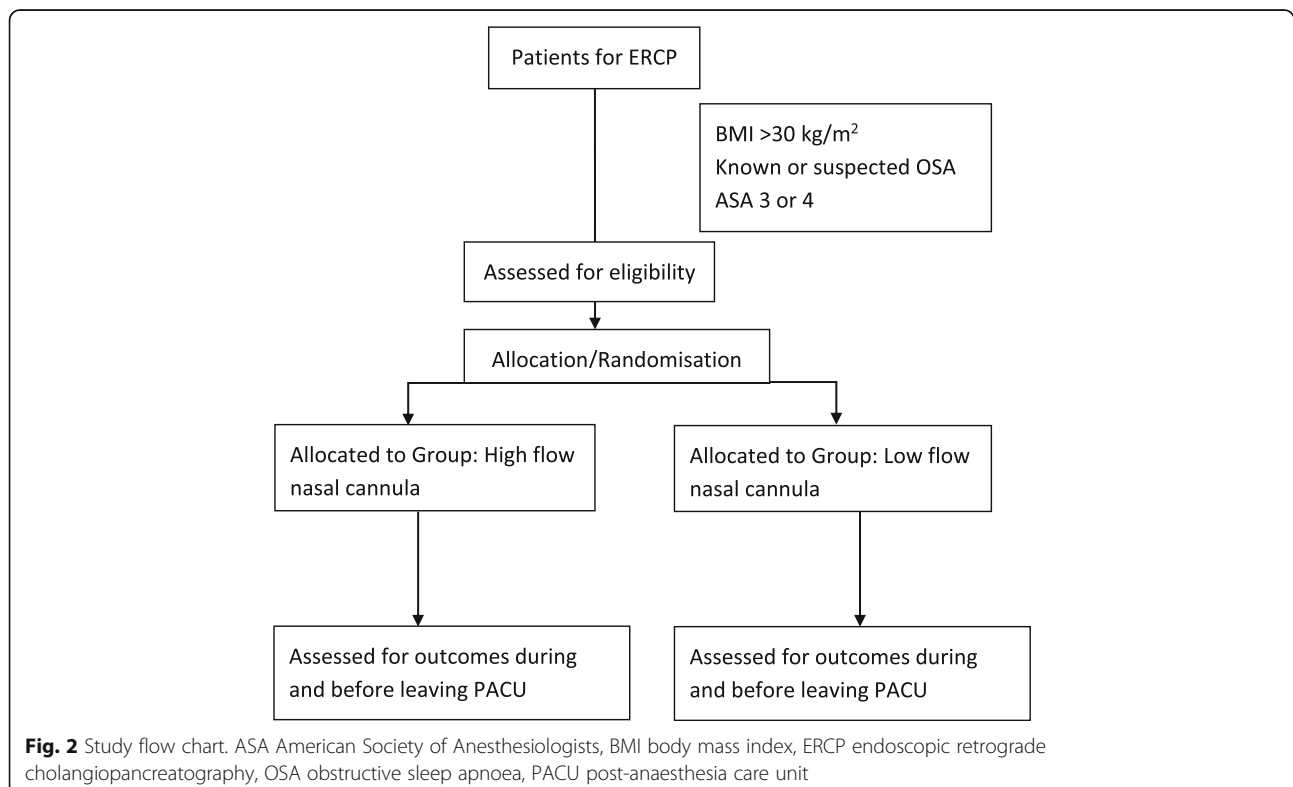 Patients for ERCP
BMI >30 kg/m²
Known or suspected OSA
ASA 3 or 4
Assessed for eligibility
Allocation/Randomisation
Allocated to Group: High flow
nasal cannula
Allocated to Group: Low flow
nasal cannula
Assessed for outcomes during
and before leaving PACU
Assessed for outcomes during
and before leaving PACU
Fig. 2 Study flow chart. ASA American Society of Anesthesiologists, BMI body mass index, ERCP endoscopic retrograde
cholangiopancreatography, OSA obstructive sleep apnoea, PACU post-anaesthesia care unit